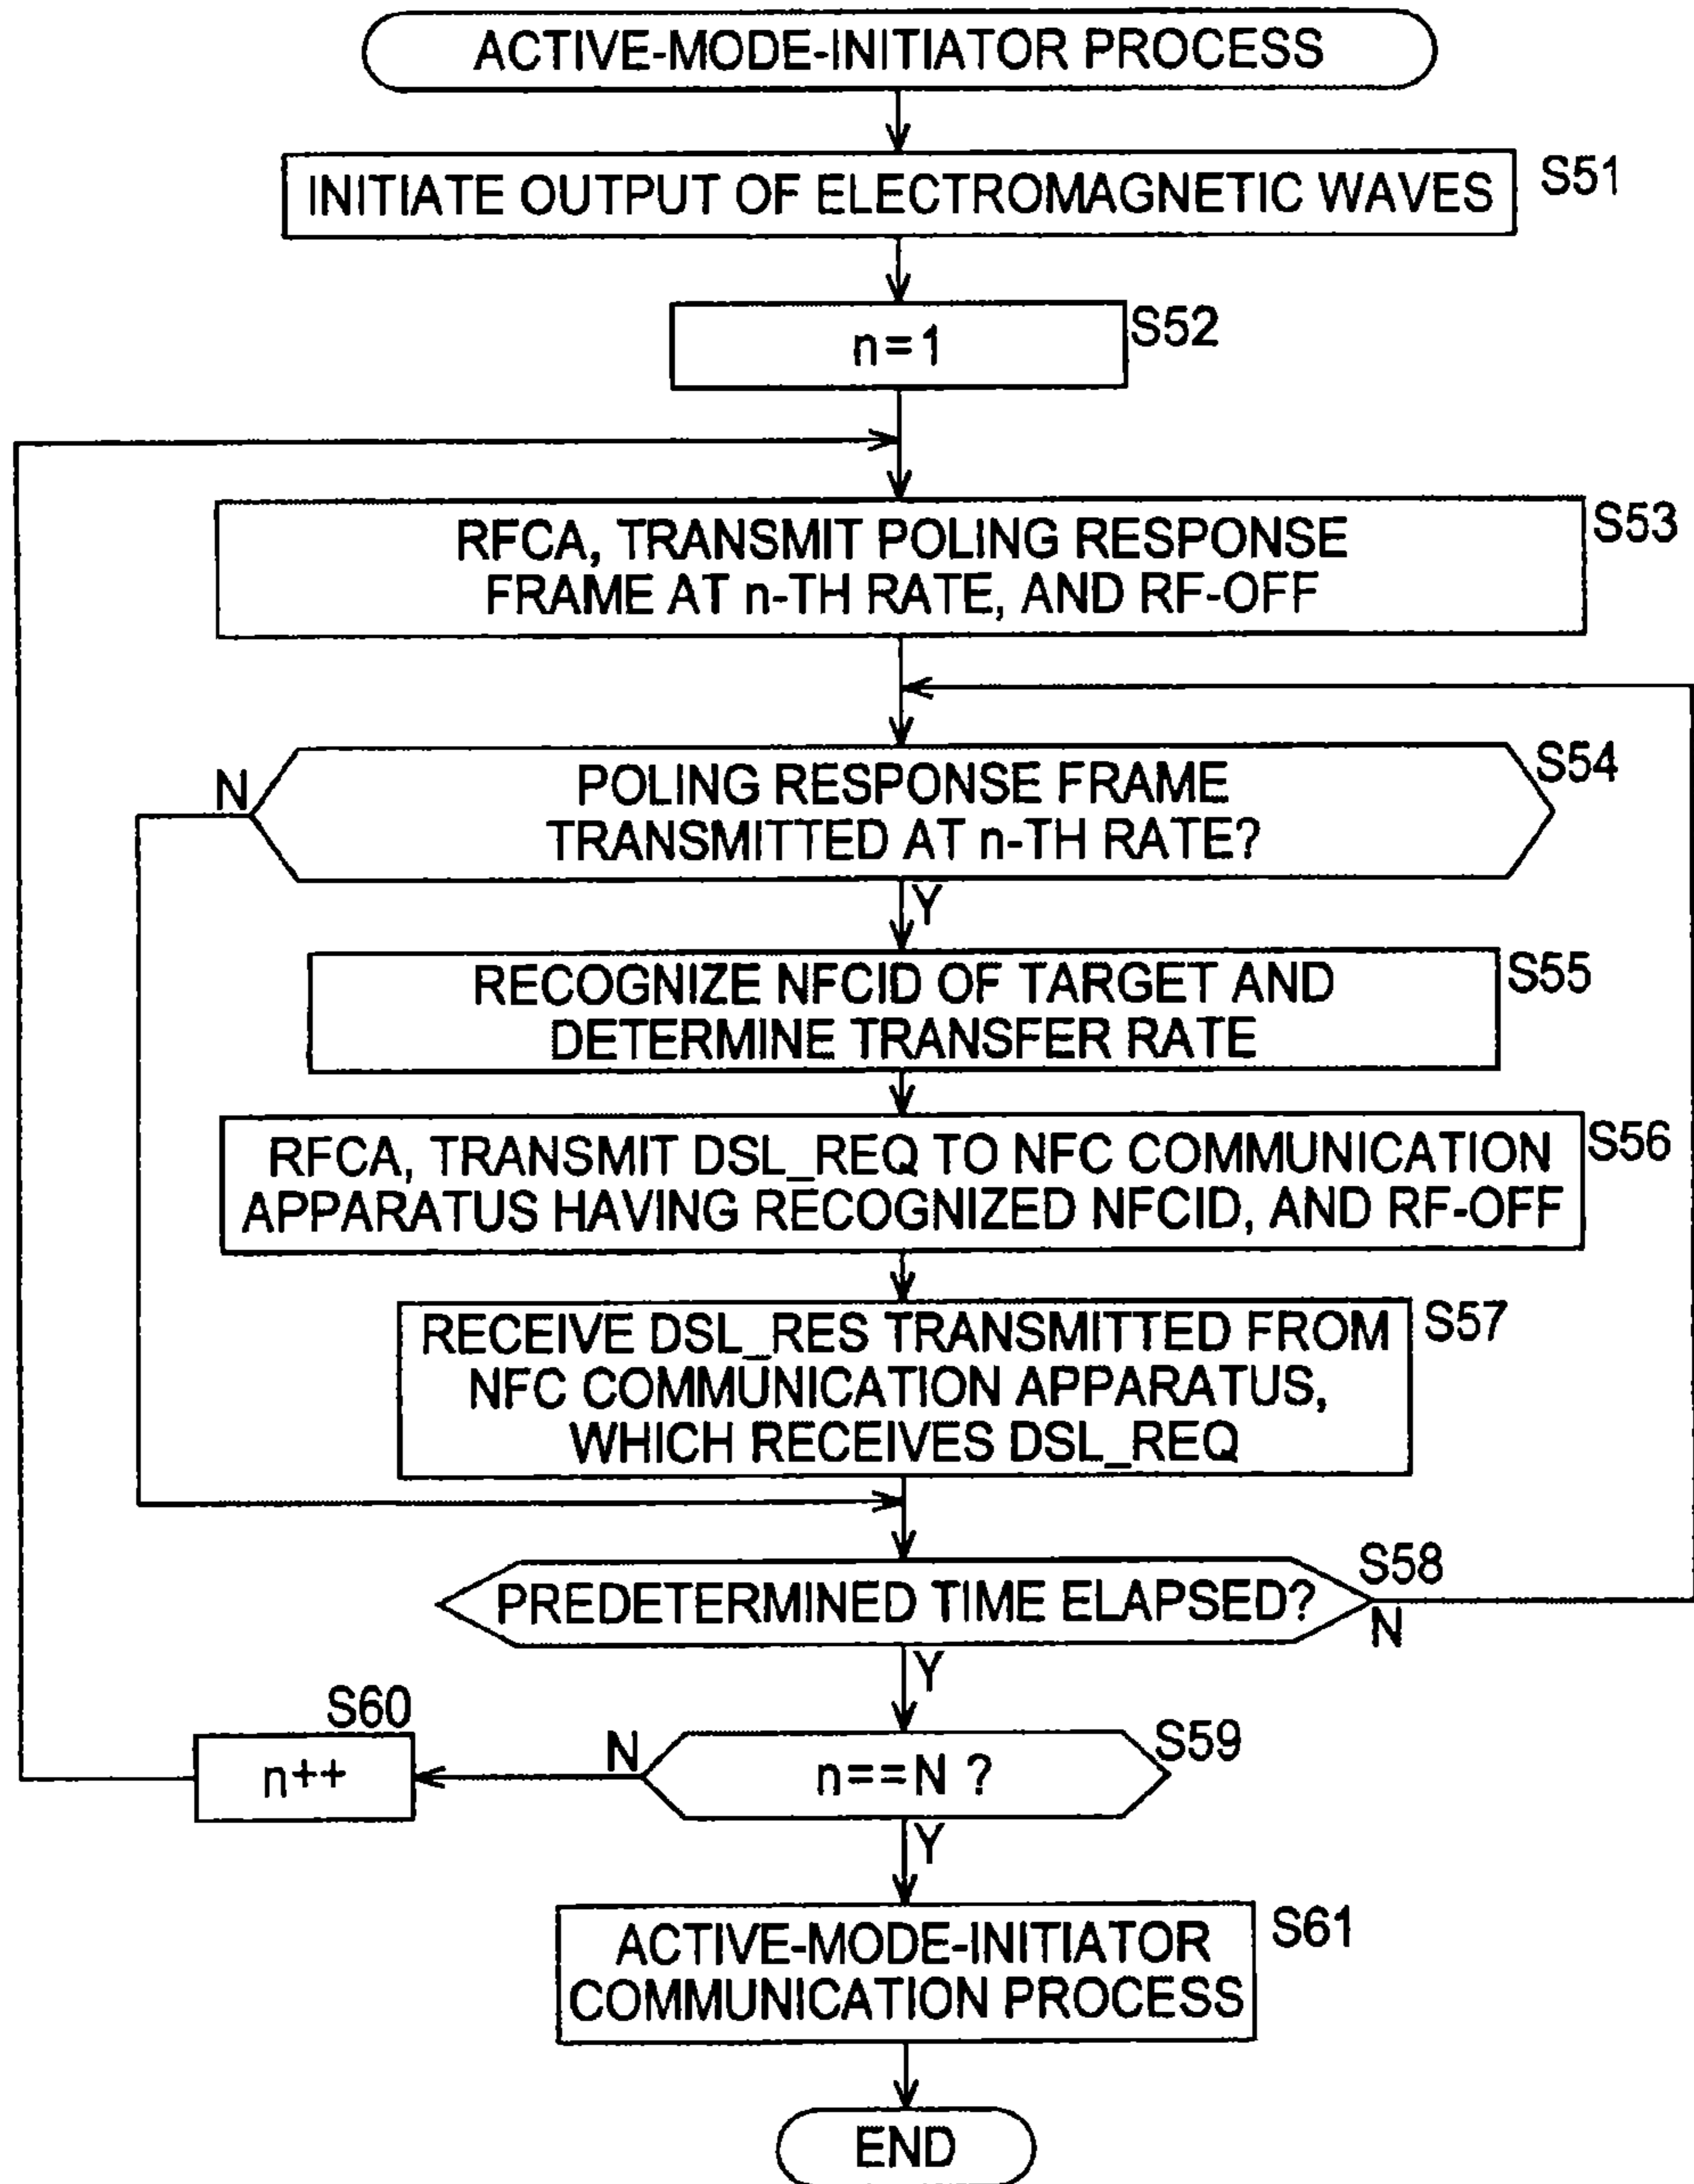 ACTIVE-MODE-INITIATOR PROCESS
INITIATE OUTPUT OF ELECTROMAGNETIC WAVES
S51
n=1
S52
RFCA, TRANSMIT POLING RESPONSE
FRAME AT n-TH RATE, AND RF-OFF
S53
POLING RESPONSE FRAME
TRANSMITTED AT n-TH RATE?
S54
N
Y
RECOGNIZE NFCID OF TARGET AND
DETERMINE TRANSFER RATE
S55
RFCA, TRANSMIT DSL_REQ TO NFC COMMUNICATION
APPARATUS HAVING RECOGNIZED NFCID, AND RF-OFF
S56
RECEIVE DSL_RES TRANSMITTED FROM
NFC COMMUNICATION APPARATUS,
WHICH RECEIVES DSL_REQ
S57
PREDETERMINED TIME ELAPSED?
S58
N
Y
S60
n++
N
n==N ?
S59
Y
ACTIVE-MODE-INITIATOR
COMMUNICATION PROCESS
S61
END